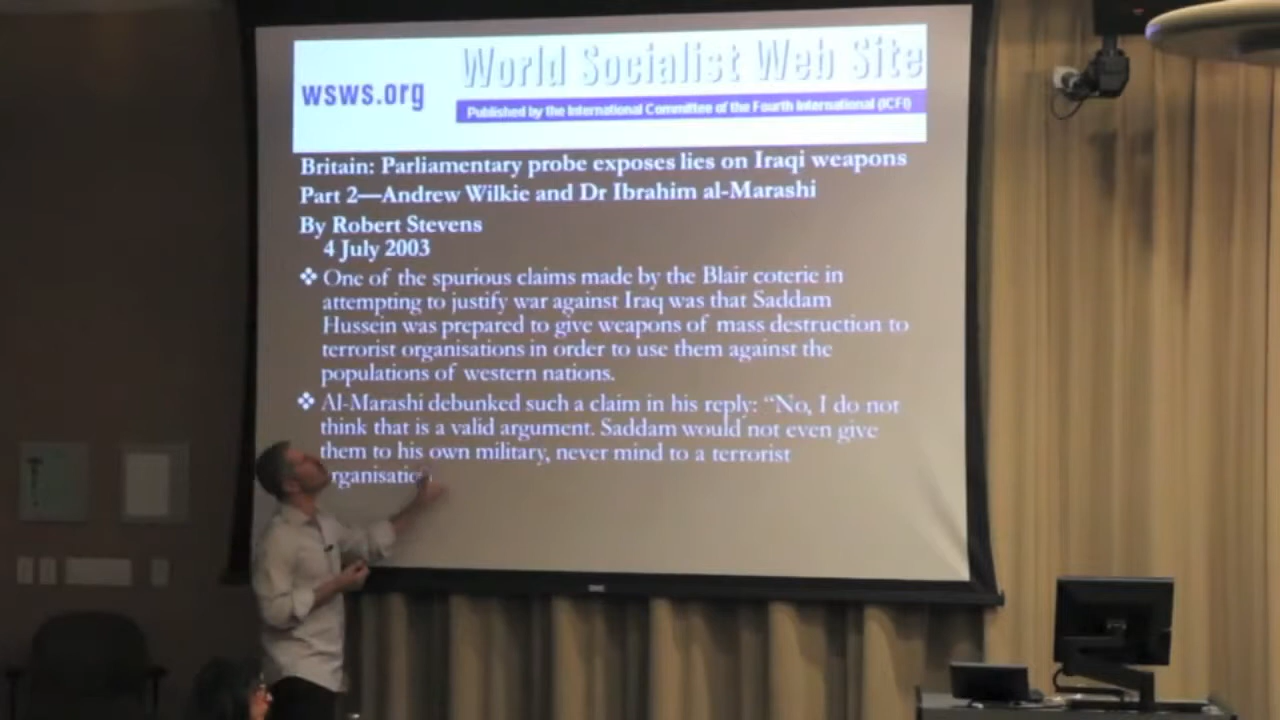 World Socialist Web Site
wsws.org
Published by the International Committee of the Fourth International (ICFI)
Britain: Parliamentary probe exposes lies on Iraqi weapons
Part 2—Andrew Wilkie and Dr Ibrahim al-Marashi
By Robert Stevens
4 July 2003
❖ One of the spurious claims made by the Blair coterie in
attempting to justify war against Iraq was that Saddam
Hussein was prepared to give weapons of mass destruction to
terrorist organisations in order to use them against the
populations of western nations.
❖ Al-Marashi debunked such a claim in his reply: “No, I do not
think that is a valid argument. Saddam would not even give
them to his own military, never mind to a terrorist
rganisation